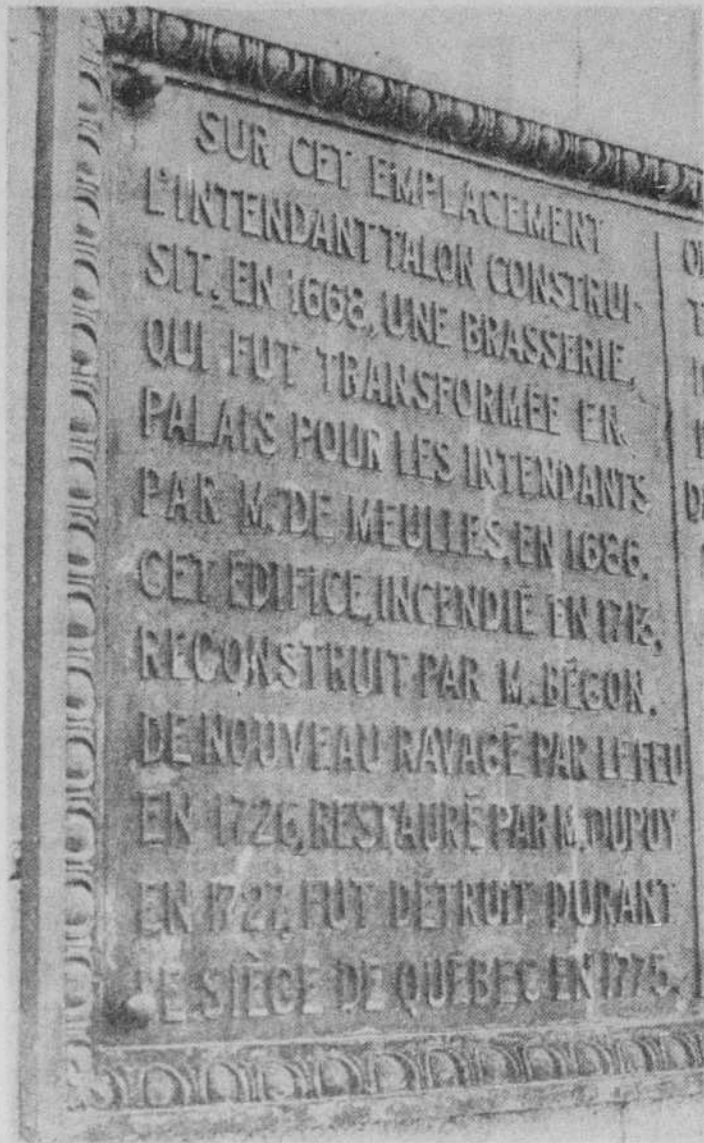 SUR CET EMPLACEMENT
L'INTENDANT TALON CONSTRUI-
SIT, EN 1668, UNE BRASSERIE,
QUI FUT TRANSFORMÉE EN
PALAIS POUR LES INTENDANTS
PAR M. DE MEULLES, EN 1686.
CET ÉDIFICE, INCENDIÉ EN 1713,
RECONSTRUIT PAR M. BÉGON,
DE NOUVEAU RAVAGÉ PAR LE FEU
EN 1726, RESTAURÉ PAR M. DUPUY
EN 1727, FUT DÉTRUIT DURANT
LE SIÈGE DE QUÉBEC EN 1775.